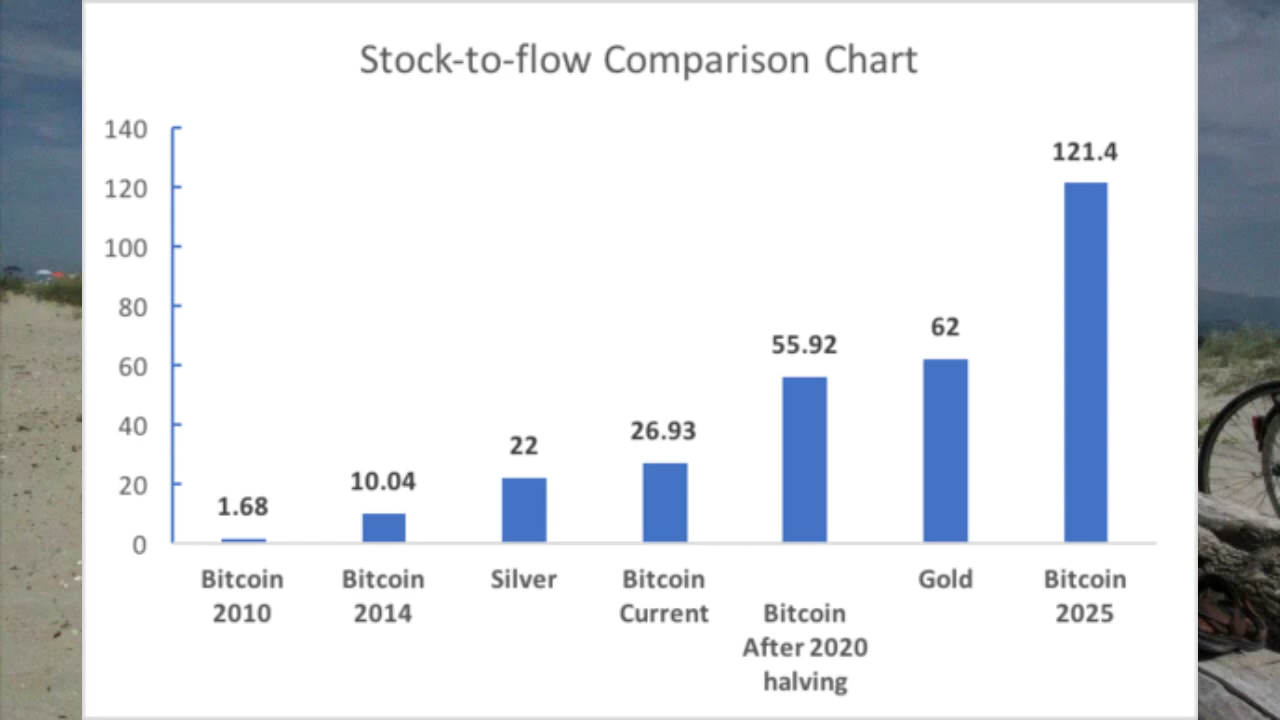 Stock-to-flow Comparison Chart
140
120
100
80
60
40
20
0
1.68
10.04
22
26.93
55.92
62
121.4
Bitcoin
2010
Bitcoin
2014
Silver
Bitcoin
Current
Bitcoin
After 2020
halving
Gold
Bitcoin
2025